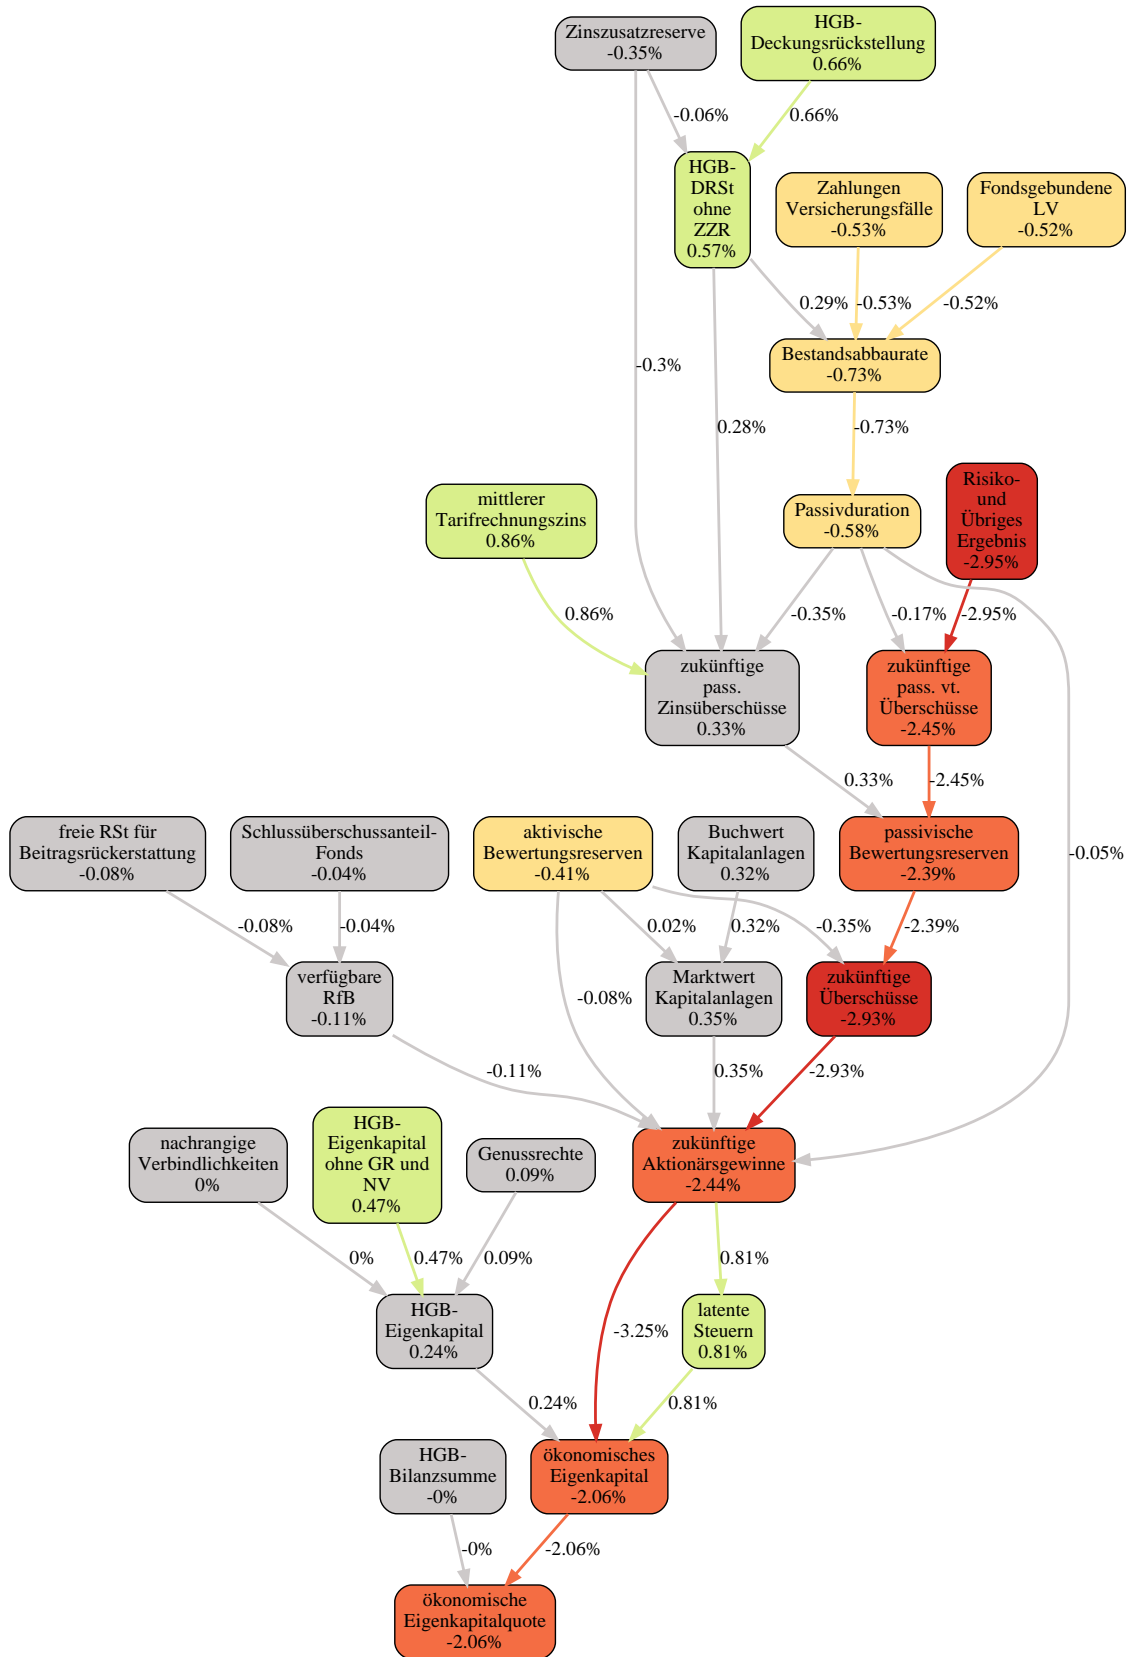 Zinszusatzreserve
-0.35%
HGB-
Deckungsrückstellung
0.66%
-0.06%
0.66%
HGB-
DRSt
ohne
ZZR
0.57%
Zahlungen
Versicherungsfälle
-0.53%
Fondsgebundene
LV
-0.52%
0.29%
-0.53%
-0.52%
Bestandsabbaurate
-0.73%
-0.3%
0.28%
-0.73%
mittlerer
Tarifrechnungszins
0.86%
Passivduration
-0.58%
Risiko-
und
Übriges
Ergebnis
-2.95%
0.86%
-0.35%
-0.17%
-2.95%
zukünftige
pass.
Zinsüberschüsse
0.33%
zukünftige
pass. vt.
Überschüsse
-2.45%
0.33%
-2.45%
freie RSt für
Beitragsrückerstattung
-0.08%
Schlussüberschussanteil-
Fonds
-0.04%
aktivische
Bewertungsreserven
-0.41%
Buchwert
Kapitalanlagen
0.32%
passivische
Bewertungsreserven
-2.39%
-0.05%
-0.08%
-0.04%
0.02%
0.32%
-0.35%
-2.39%
verfügbare
RfB
-0.11%
-0.08%
Marktwert
Kapitalanlagen
0.35%
zukünftige
Überschüsse
-2.93%
-0.11%
0.35%
-2.93%
nachrangige
Verbindlichkeiten
0%
HGB-
Eigenkapital
ohne GR und
NV
0.47%
Genussrechte
0.09%
zukünftige
Aktionärsgewinne
-2.44%
0%
0.47%
0.09%
0.81%
HGB-
Eigenkapital
0.24%
-3.25%
latente
Steuern
0.81%
0.24%
0.81%
HGB-
Bilanzsumme
-0%
ökonomisches
Eigenkapital
-2.06%
-0%
-2.06%
ökonomische
Eigenkapitalquote
-2.06%